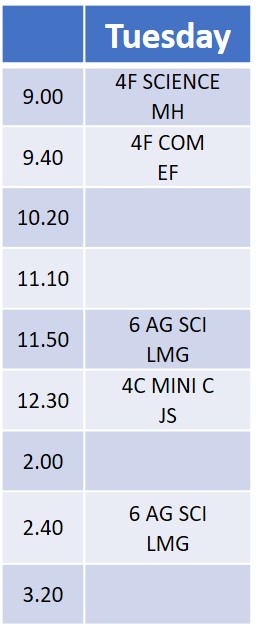 Tuesday
9.00
4F SCIENCE
MH
9.40
4F COM
EF
10.20
11.10
11.50
6 AG SCI
LMG
12.30
4C MINI C
JS
2.00
2.40
6 AG SCI
LMG
3.20